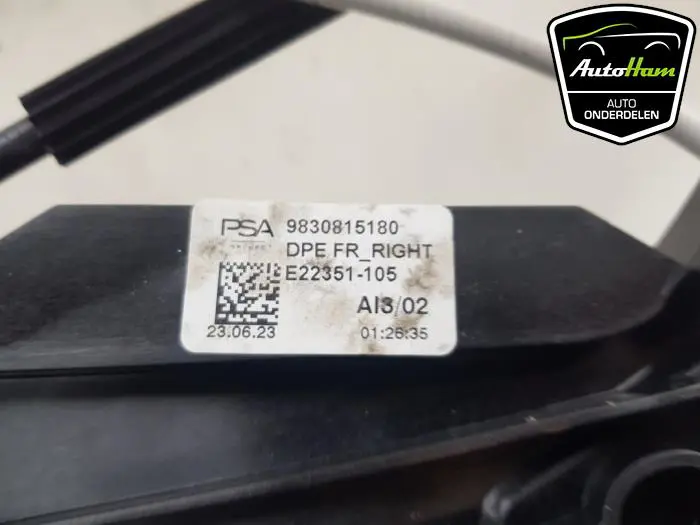 AutoHam
AUTO
ONDERDELEN
PSA 9830815180
DPE FR_RIGHT
E22351-105
AI3/02
23.06.23 01:26:35